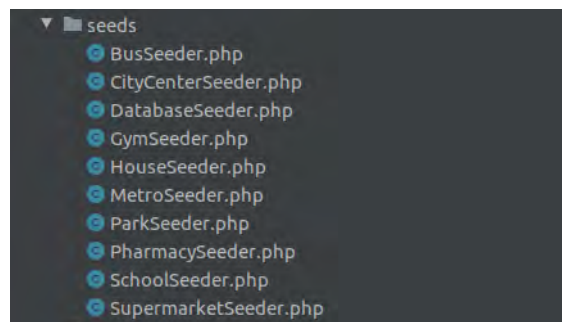 seeds
BusSeeder.php
CityCenterSeeder.php
DatabaseSeeder.php
GymSeeder.php
HouseSeeder.php
MetroSeeder.php
ParkSeeder.php
PharmacySeeder.php
SchoolSeeder.php
SupermarketSeeder.php